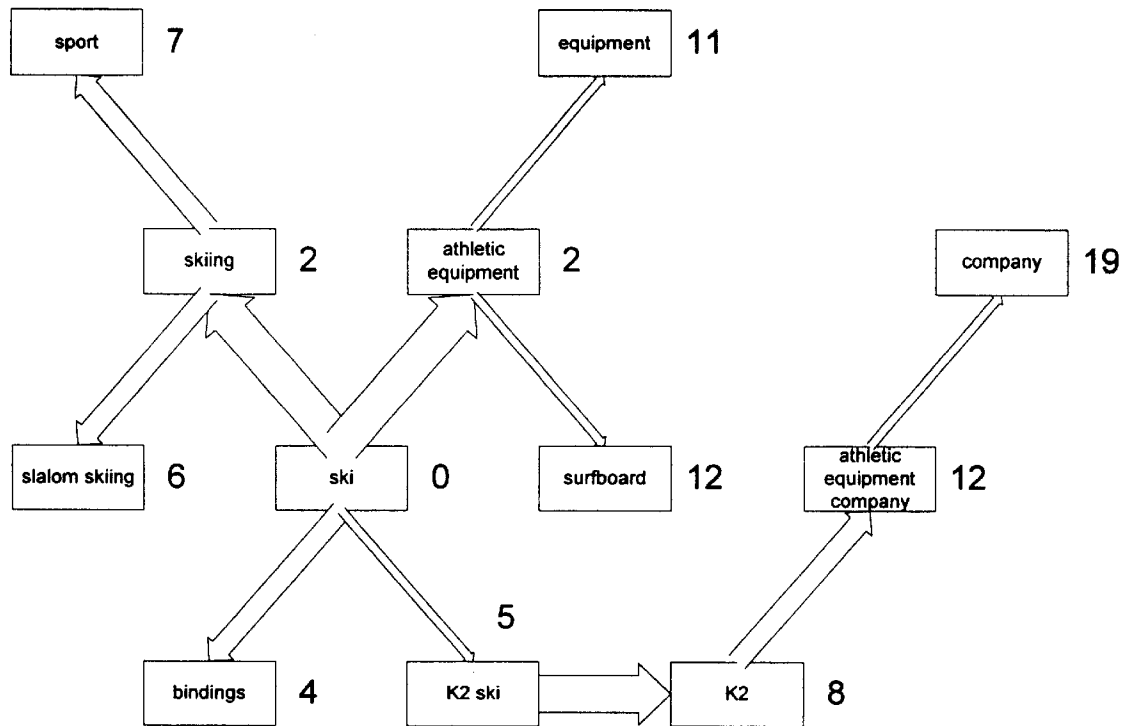 sport 7
equipment 11
skiing 2
athletic
equipment 2
company 19
slalom skiing 6
ski 0
surfboard 12
athletic
equipment
company 12
5
bindings 4
K2 ski
K2 8